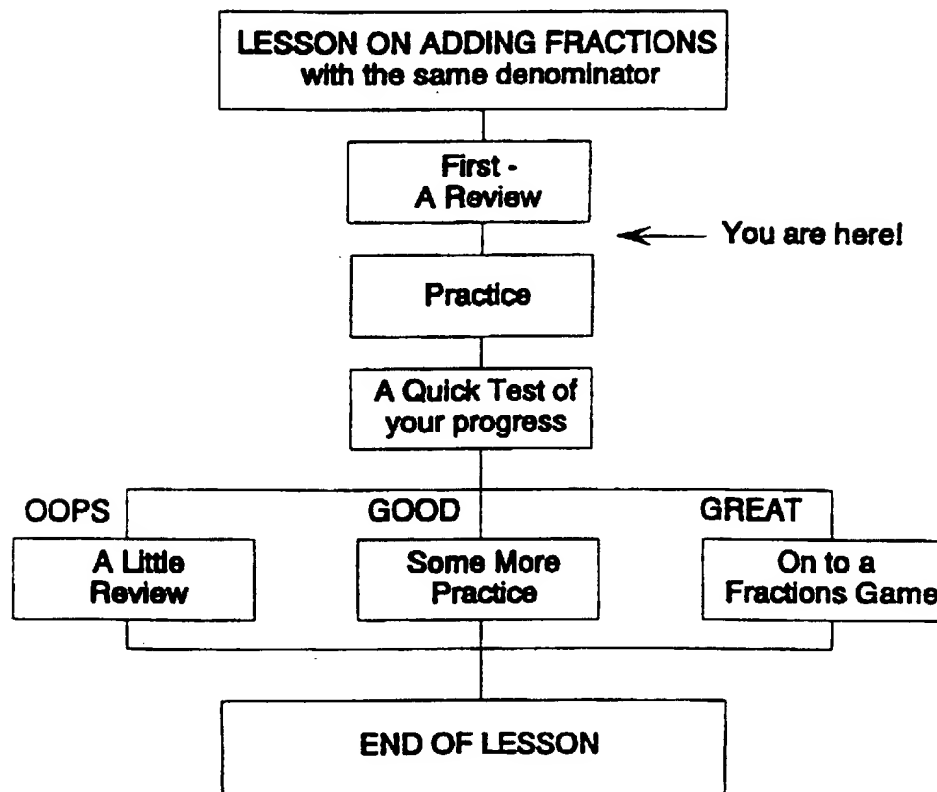 LESSON ON ADDING FRACTIONS
with the same denominator
First -
A Review
You are here!
Practice
A Quick Test of
your progress
OOPS
GOOD
GREAT
A Little
Review
Some More
Practice
On to a
Fractions Game
END OF LESSON